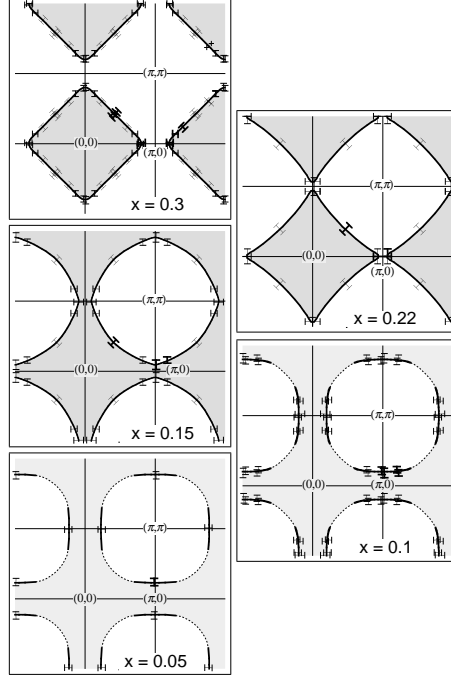 (π,π)
(0,0)
(π,0)
x = 0.3
(π,π)
(0,0)
(π,0)
x = 0.22
(π,π)
(0,0)
(π,0)
x = 0.15
(π,π)
(0,0)
(π,0)
x = 0.1
(π,π)
(0,0)
(π,0)
x = 0.05